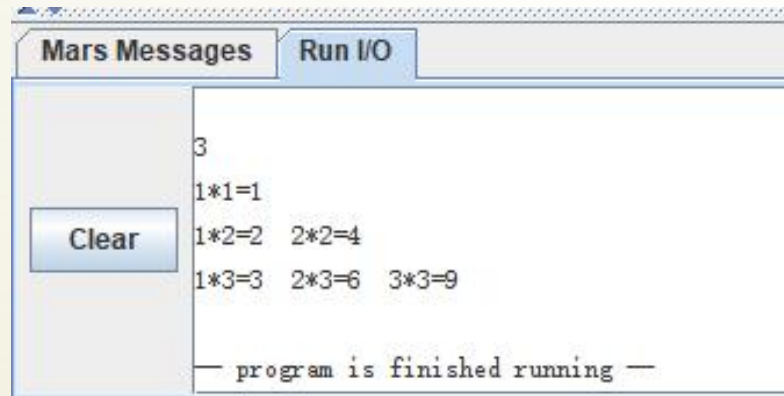 Mars Messages Run I/O
3
1*1=1
Clear
1*2=2 2*2=4
1*3=3 2*3=6 3*3=9
— program is finished running —